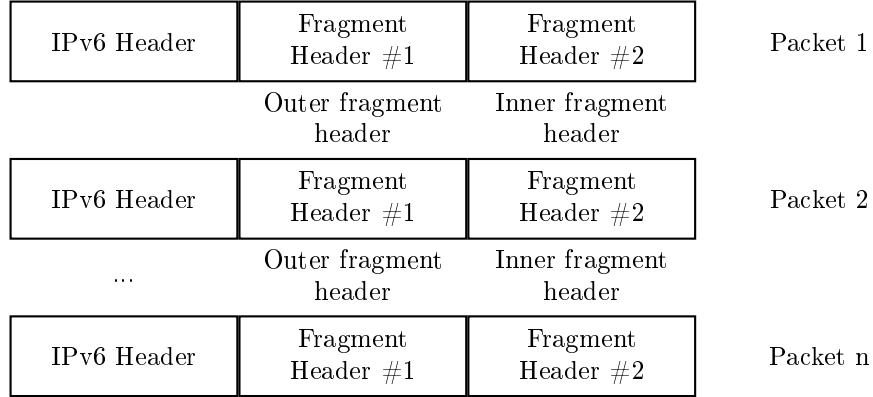 IPv6 Header
Fragment
Header #1
Fragment
Header #2
Packet 1
Outer fragment
header
Inner fragment
header
IPv6 Header
Fragment
Header #1
Fragment
Header #2
Packet 2
...
Outer fragment
header
Inner fragment
header
IPv6 Header
Fragment
Header #1
Fragment
Header #2
Packet n